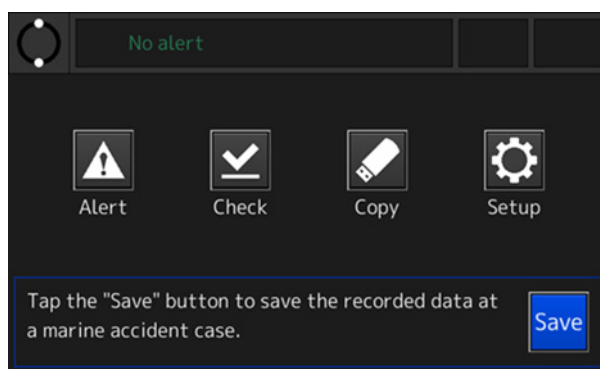 No alert
Alert Check Copy Setup
Tap the "Save" button to save the recorded data at
a marine accident case.
Save